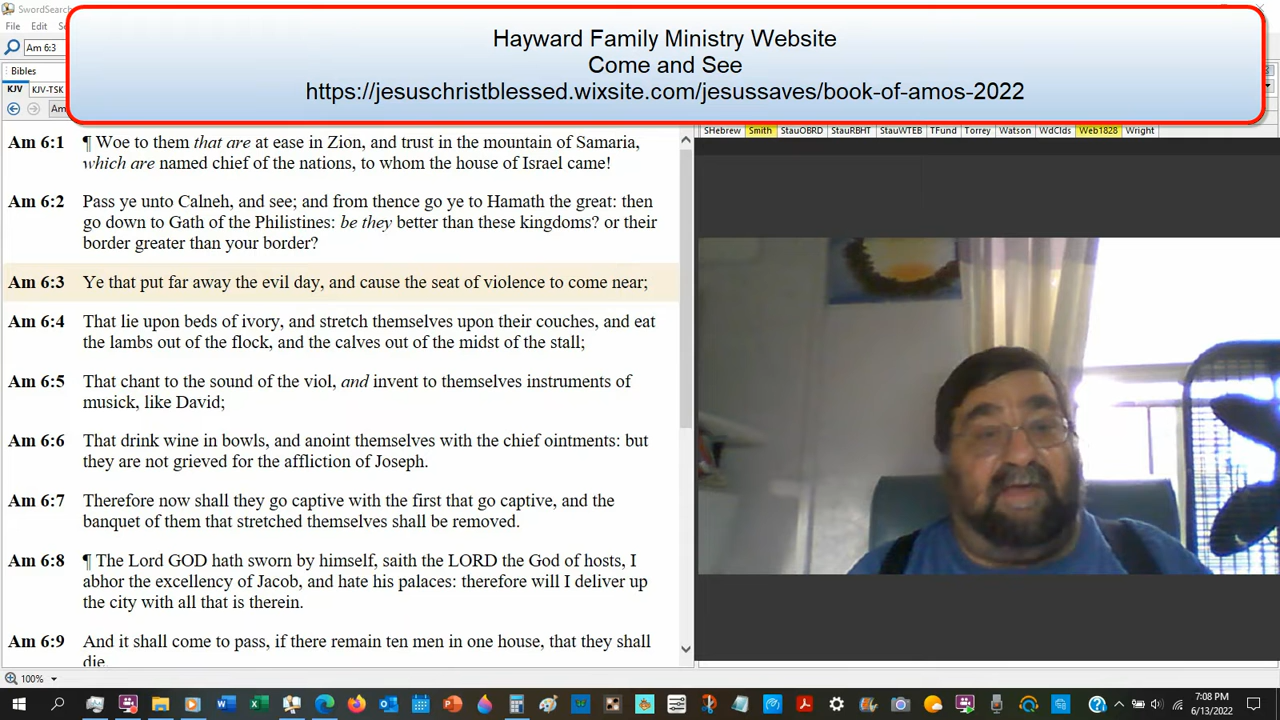 SwordSearc
File Edit Se
Hayward Family Ministry Website
Come and See
https://jesuschristblessed.wixsite.com/jesussaves/book-of-amos-2022
Am 6:3
Bibles
KJV KJV-TSK
Am
SHebrew Smith StauOBRD StauRBHT StauWTEB TFund Torrey Watson WdClds Web1828 Wright
Am 6:1 ¶ Woe to them that are at ease in Zion, and trust in the mountain of Samaria,
which are named chief of the nations, to whom the house of Israel came!
Am 6:2 Pass ye unto Calneh, and see; and from thence go ye to Hamath the great: then
go down to Gath of the Philistines: be they better than these kingdoms? or their
border greater than your border?
Am 6:3 Ye that put far away the evil day, and cause the seat of violence to come near;
Am 6:4 That lie upon beds of ivory, and stretch themselves upon their couches, and eat
the lambs out of the flock, and the calves out of the midst of the stall;
Am 6:5 That chant to the sound of the viol, and invent to themselves instruments of
musick, like David;
Am 6:6 That drink wine in bowls, and anoint themselves with the chief ointments: but
they are not grieved for the affliction of Joseph.
Am 6:7 Therefore now shall they go captive with the first that go captive, and the
banquet of them that stretched themselves shall be removed.
Am 6:8 ¶ The Lord GOD hath sworn by himself, saith the LORD the God of hosts, I
abhor the excellency of Jacob, and hate his palaces: therefore will I deliver up
the city with all that is therein.
Am 6:9 And it shall come to pass, if there remain ten men in one house, that they shall
die.
100%
7:08 PM
6/13/2022